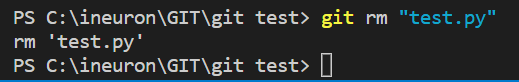 PS C:\ineuron\GIT\git test> git rm "test.py"
rm 'test.py'
PS C:\ineuron\GIT\git test>